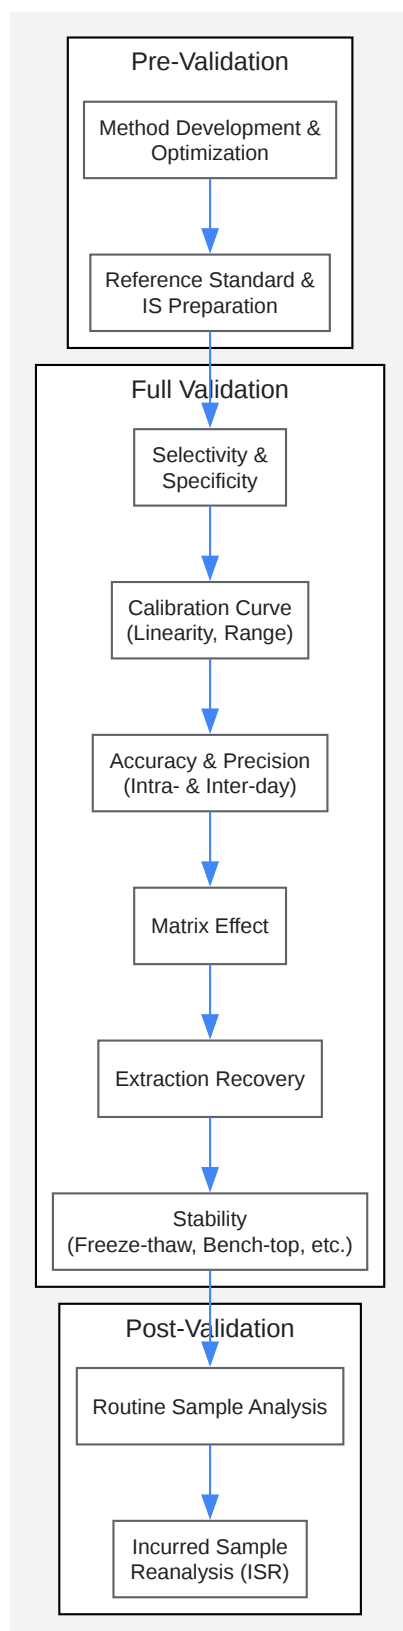 Pre-Validation
Method Development &
Optimization
Reference Standard &
IS Preparation
Full Validation
Selectivity &
Specificity
Calibration Curve
(Linearity, Range)
Accuracy & Precision
(Intra- & Inter-day)
Matrix Effect
Extraction Recovery
Stability
(Freeze-thaw, Bench-top, etc.)
Post-Validation
Routine Sample Analysis
Incurred Sample
Reanalysis (ISR)